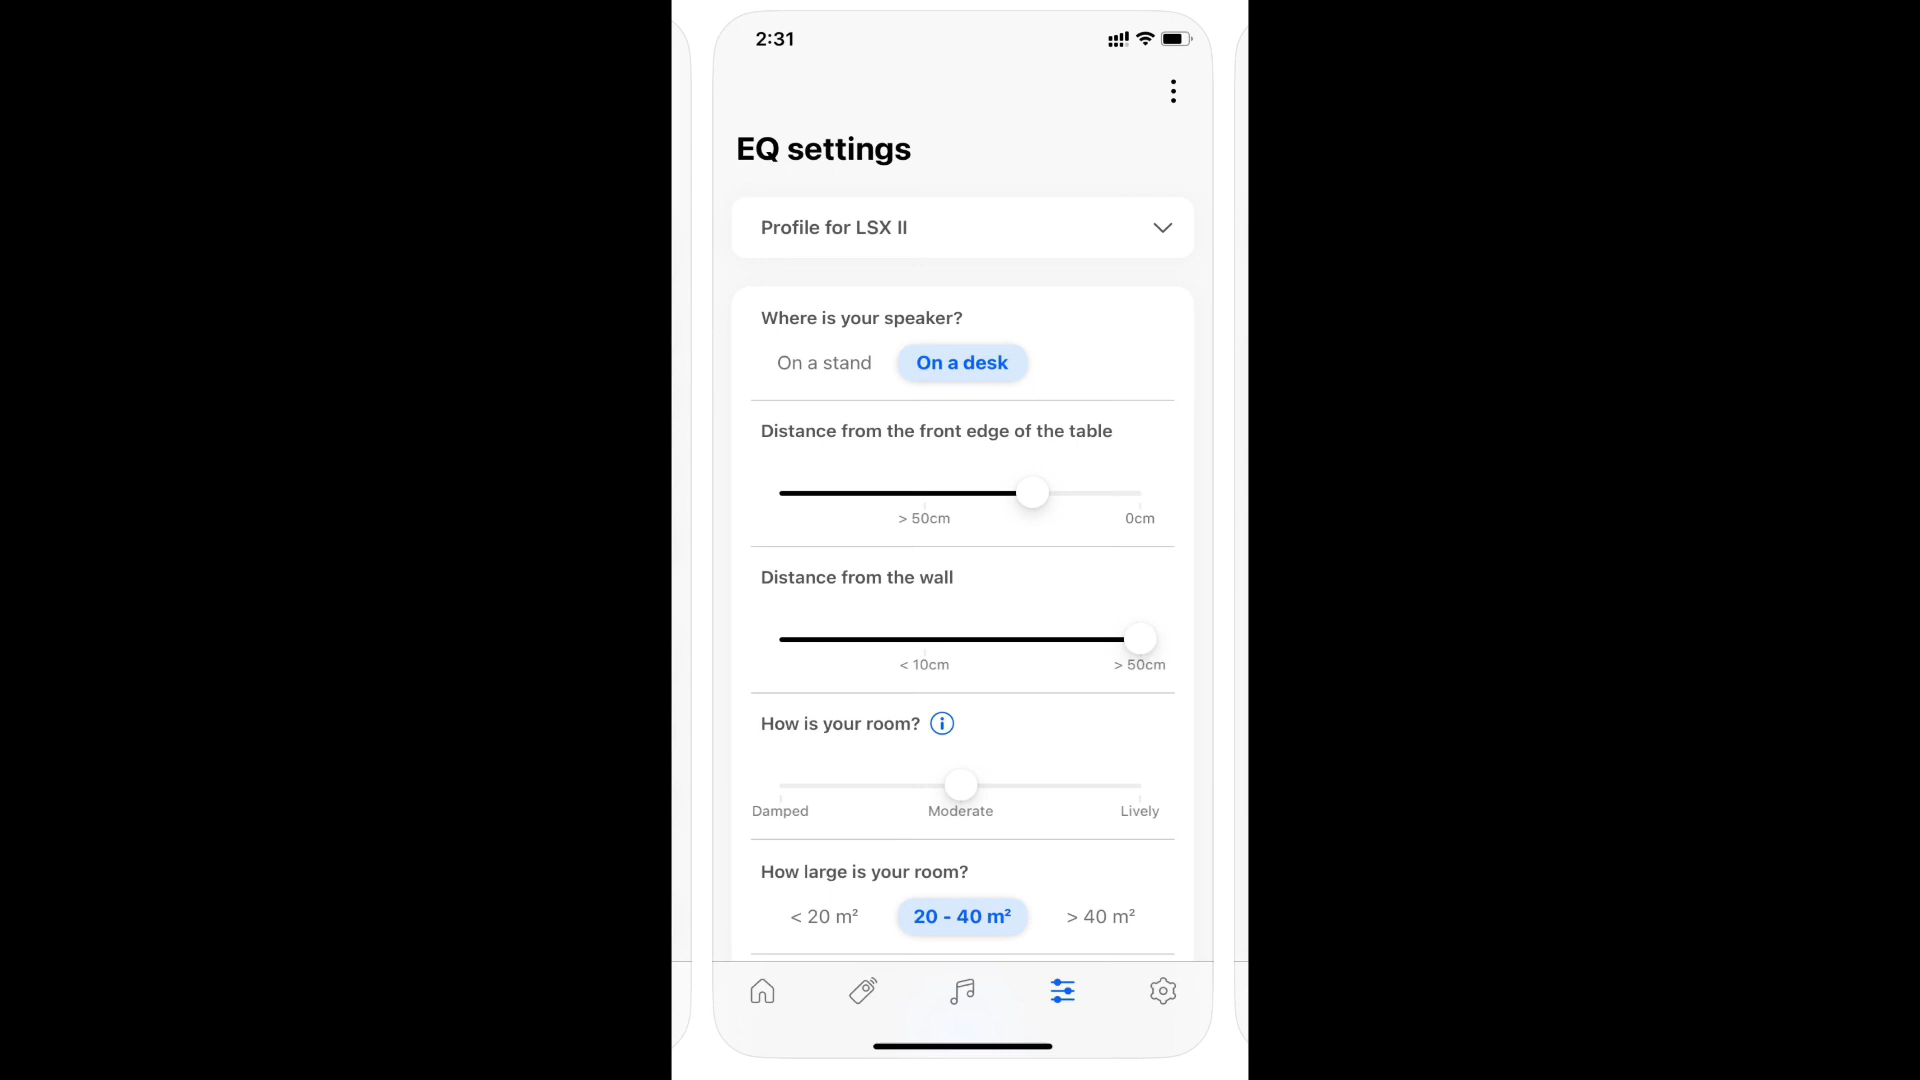 2:31
EQ settings
Profile for LSX II
Where is your speaker?
On a stand On a desk
Distance from the front edge of the table
> 50cm 0cm
Distance from the wall
< 10cm > 50cm
How is your room?
Damped Moderate Lively
How large is your room?
< 20 m² 20 - 40 m² > 40 m²